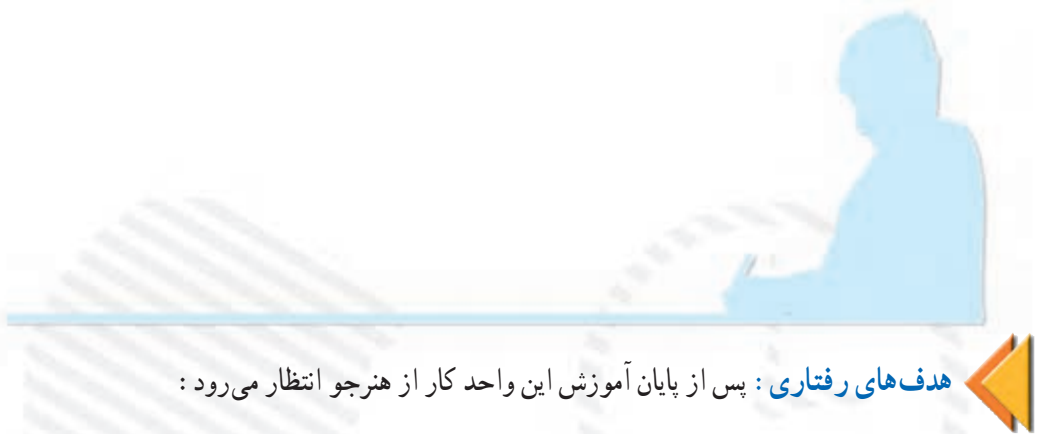 هدف‌های رفتاری : پس از پایان آموزش این واحد کار از هنرجو انتظار می‌رود :